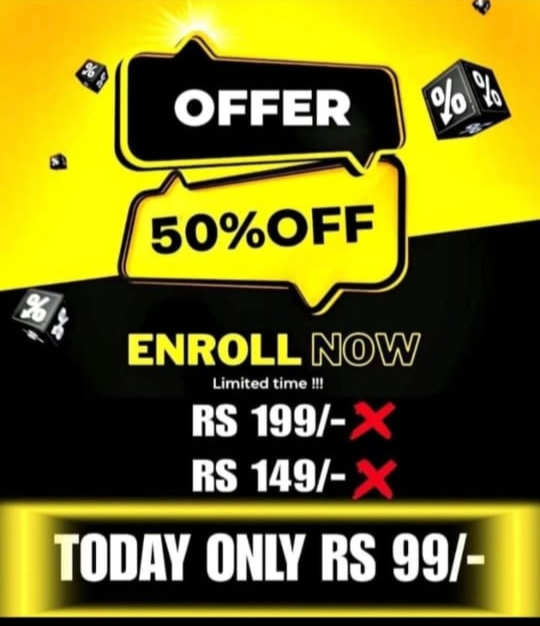 OFFER
50%OFF
ENROLL NOW
Limited time !!!
RS 199/-
RS 149/-
TODAY ONLY RS 99/-